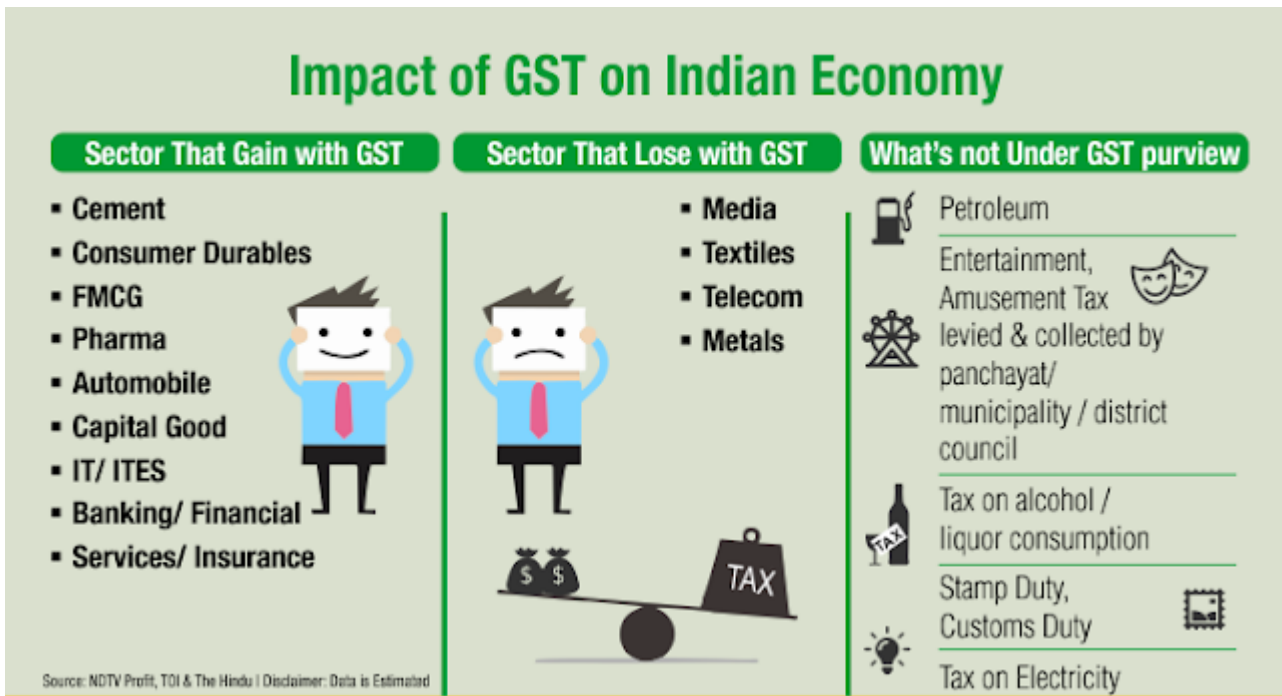 Impact of GST on Indian Economy
Sector That Gain with GST
▪ Cement
▪ Consumer Durables
▪ FMCG
▪ Pharma
▪ Automobile
▪ Capital Good
▪ IT/ ITES
▪ Banking/ Financial
▪ Services/ Insurance
Sector That Lose with GST
▪ Media
▪ Textiles
▪ Telecom
▪ Metals
$ $
TAX
What's not Under GST purview
Petroleum
Entertainment,
Amusement Tax
levied & collected by
panchayat/
municipality / district
council
TAX
Tax on alcohol /
liquor consumption
Stamp Duty,
Customs Duty
Tax on Electricity
Source: NDTV Profit, TOI & The Hindu I Disclaimer: Data is Estimated